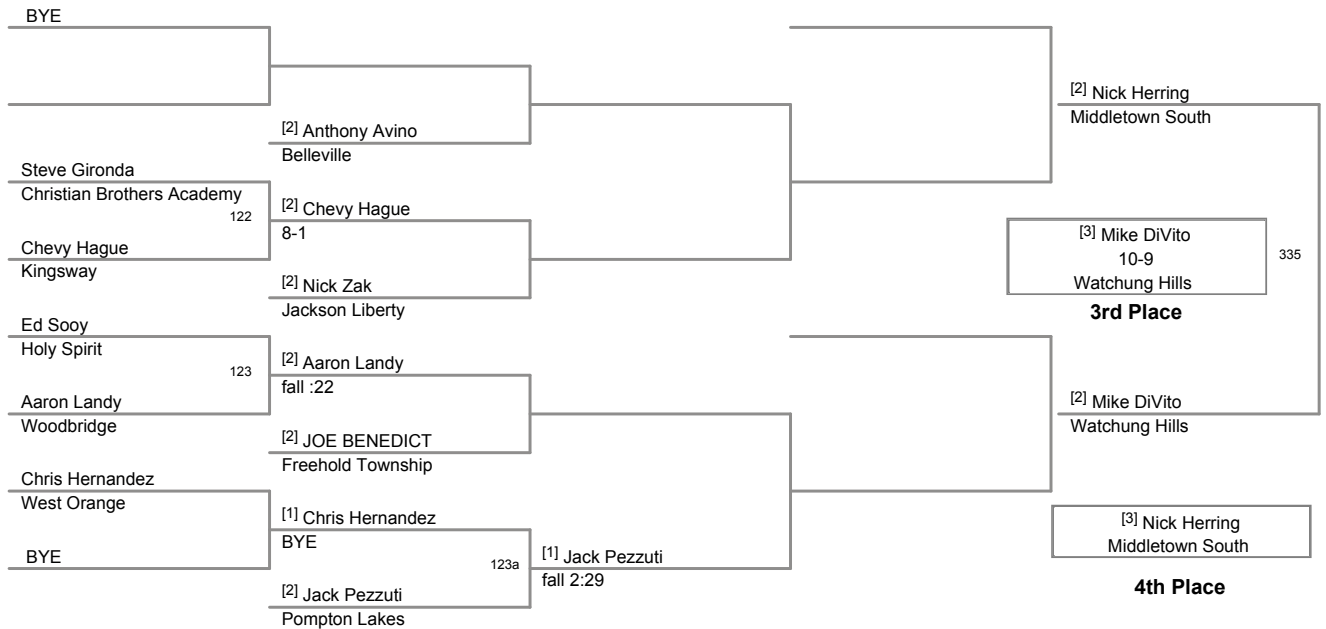 BYE
[2] Anthony Avino
Belleville
Steve Gironda
Christian Brothers Academy
122
Chevy Hague
Kingsway
[2] Chevy Hague
8-1
[2] Nick Zak
Jackson Liberty
Ed Sooy
Holy Spirit
123
Aaron Landy
Woodbridge
[2] Aaron Landy
fall :22
[2] JOE BENEDICT
Freehold Township
Chris Hernandez
West Orange
BYE
[1] Chris Hernandez
BYE
123a
[2] Jack Pezzuti
Pompton Lakes
[1] Jack Pezzuti
fall 2:29
[2] Nick Herring
Middletown South
[3] Mike DiVito
10-9
Watchung Hills
335
3rd Place
[2] Mike DiVito
Watchung Hills
[3] Nick Herring
Middletown South
4th Place